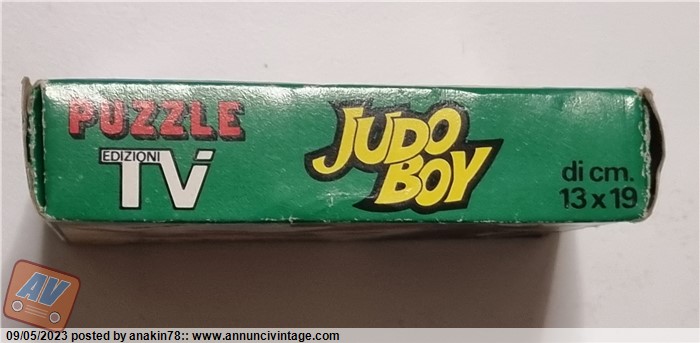 PUZZLE
EDIZIONI
TV
JUDO
BOY
di cm.
13 x 19
AV
09/05/2023 posted by anakin78:: www.annuncivintage.com